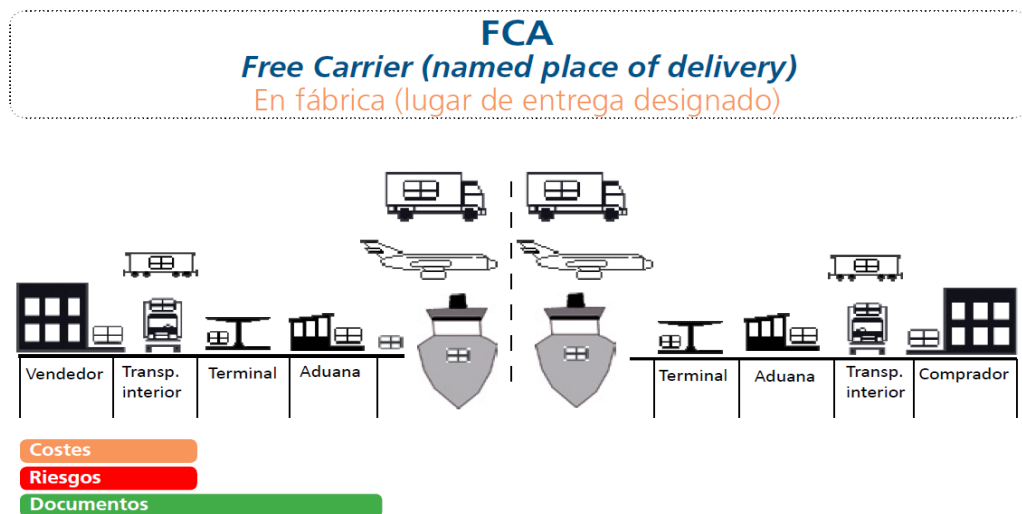 FCA
Free Carrier (named place of delivery)
En fábrica (lugar de entrega designado)
Vendedor
Transp.
interior
Terminal
Aduana
Terminal
Aduana
Transp.
interior
Comprador
Costes
Riesgos
Documentos